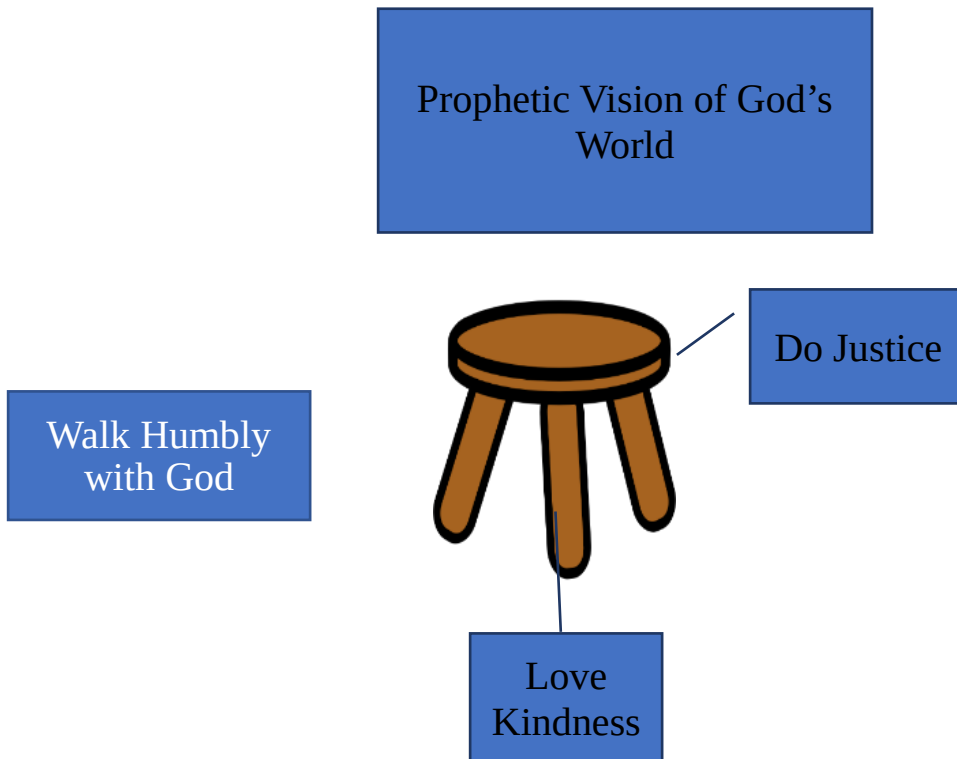 Prophetic Vision of God’s
World
Do Justice
Walk Humbly
with God
Love
Kindness